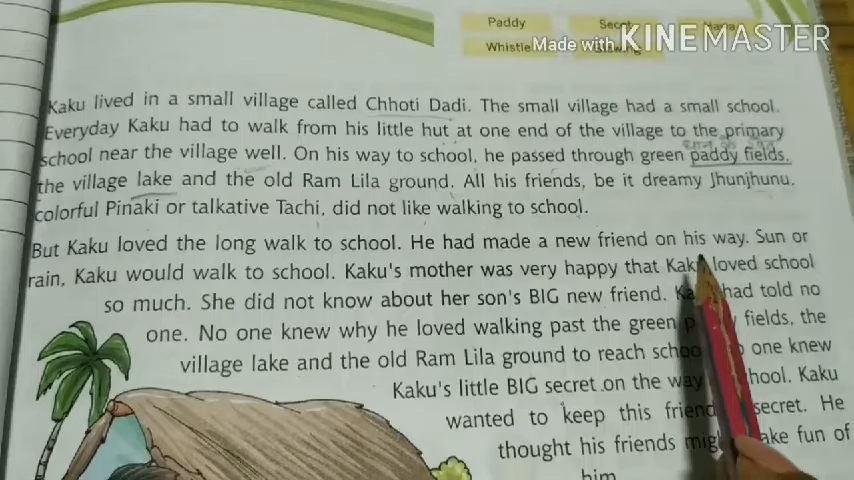 Paddy
Whistle
Made with KINEMASTER
Kaku lived in a small village called Chhoti Dadi. The small village had a small school.
Everyday Kaku had to walk from his little hut at one end of the village to the primary
school near the village well. On his way to school, he passed through green paddy fields,
the village lake and the old Ram Lila ground. All his friends, be it dreamy Jhunjhunu,
colorful Pinaki or talkative Tachi, did not like walking to school.
But Kaku loved the long walk to school. He had made a new friend on his way. Sun or
rain, Kaku would walk to school. Kaku's mother was very happy that Kaku loved school
so much. She did not know about her son's BIG new friend. had told no
one. No one knew why he loved walking past the green fields, the
village lake and the old Ram Lila ground to reach one knew
Kaku's little BIG secret on the way Kaku
wanted to keep this secret. He
thought his friends fun of
him